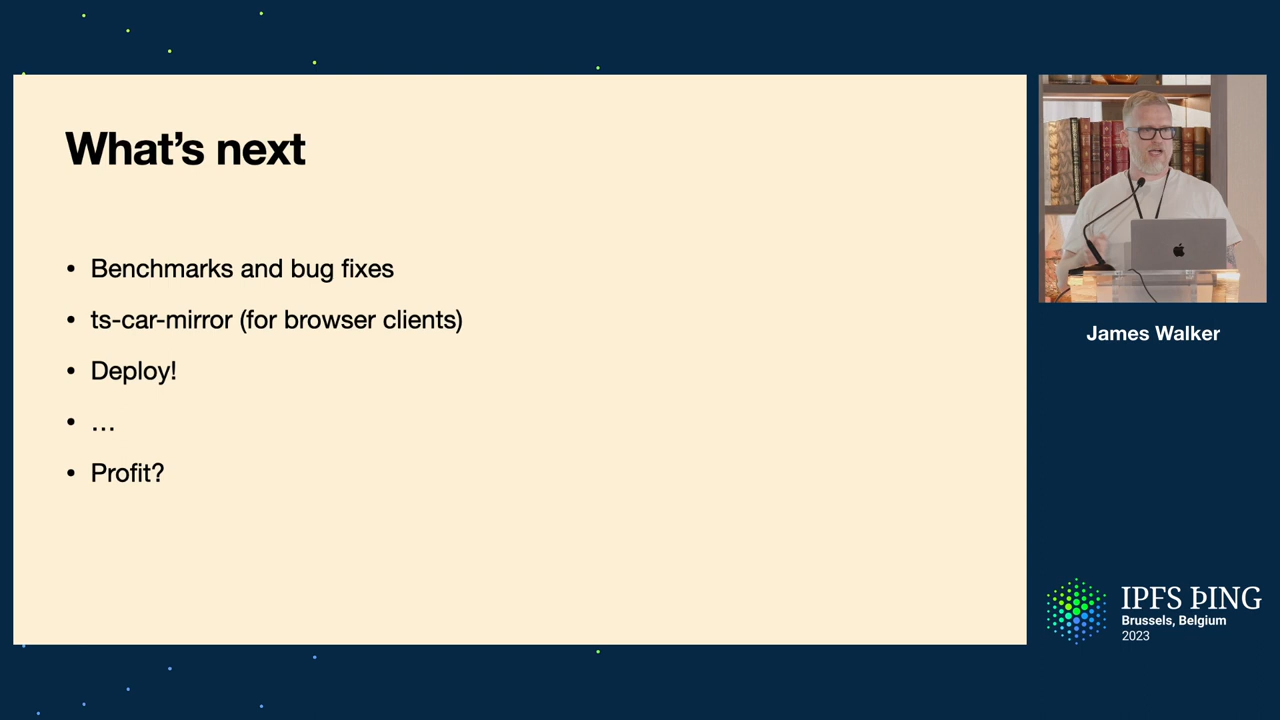 What’s next
• Benchmarks and bug fixes
• ts-car-mirror (for browser clients)
• Deploy!
• …
• Profit?
James Walker
IPFS ÞING
Brussels, Belgium
2023